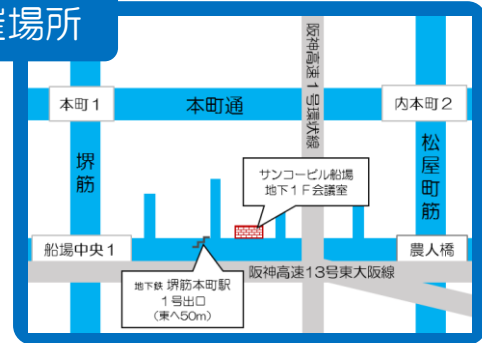 場所
本町1
本町通
内本町2
阪神高速1号環状線
堺筋
松屋町筋
サンコービル船場
地下1F会議室
船場中央1
農人橋
阪神高速13号東大阪線
地下鉄 堺筋本町駅
1号出口
(東へ50m)